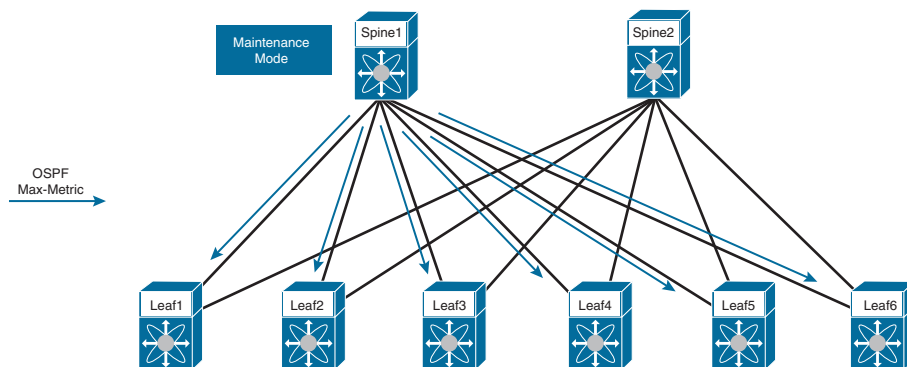 Maintenance
Mode
Spine1
Spine2
OSPF
Max-Metric
Leaf1
Leaf2
Leaf3
Leaf4
Leaf5
Leaf6